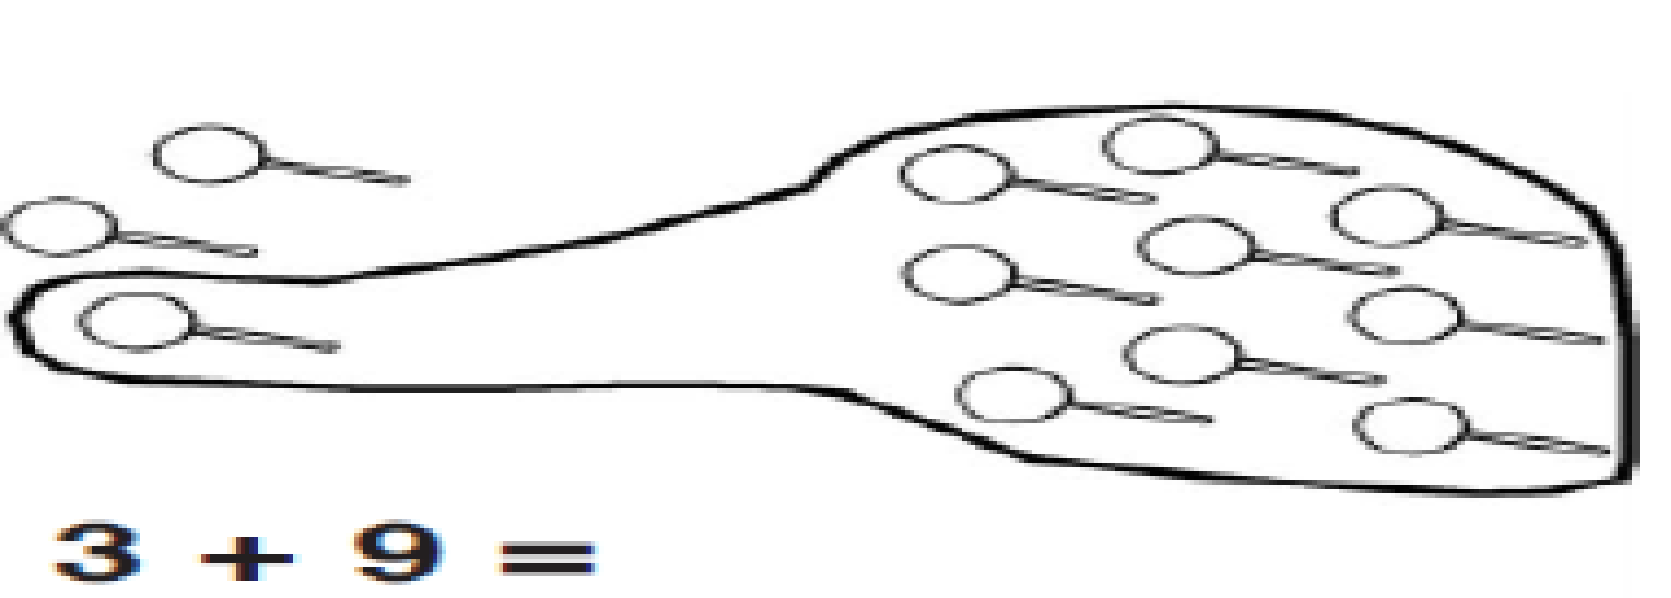 3 + 9 =